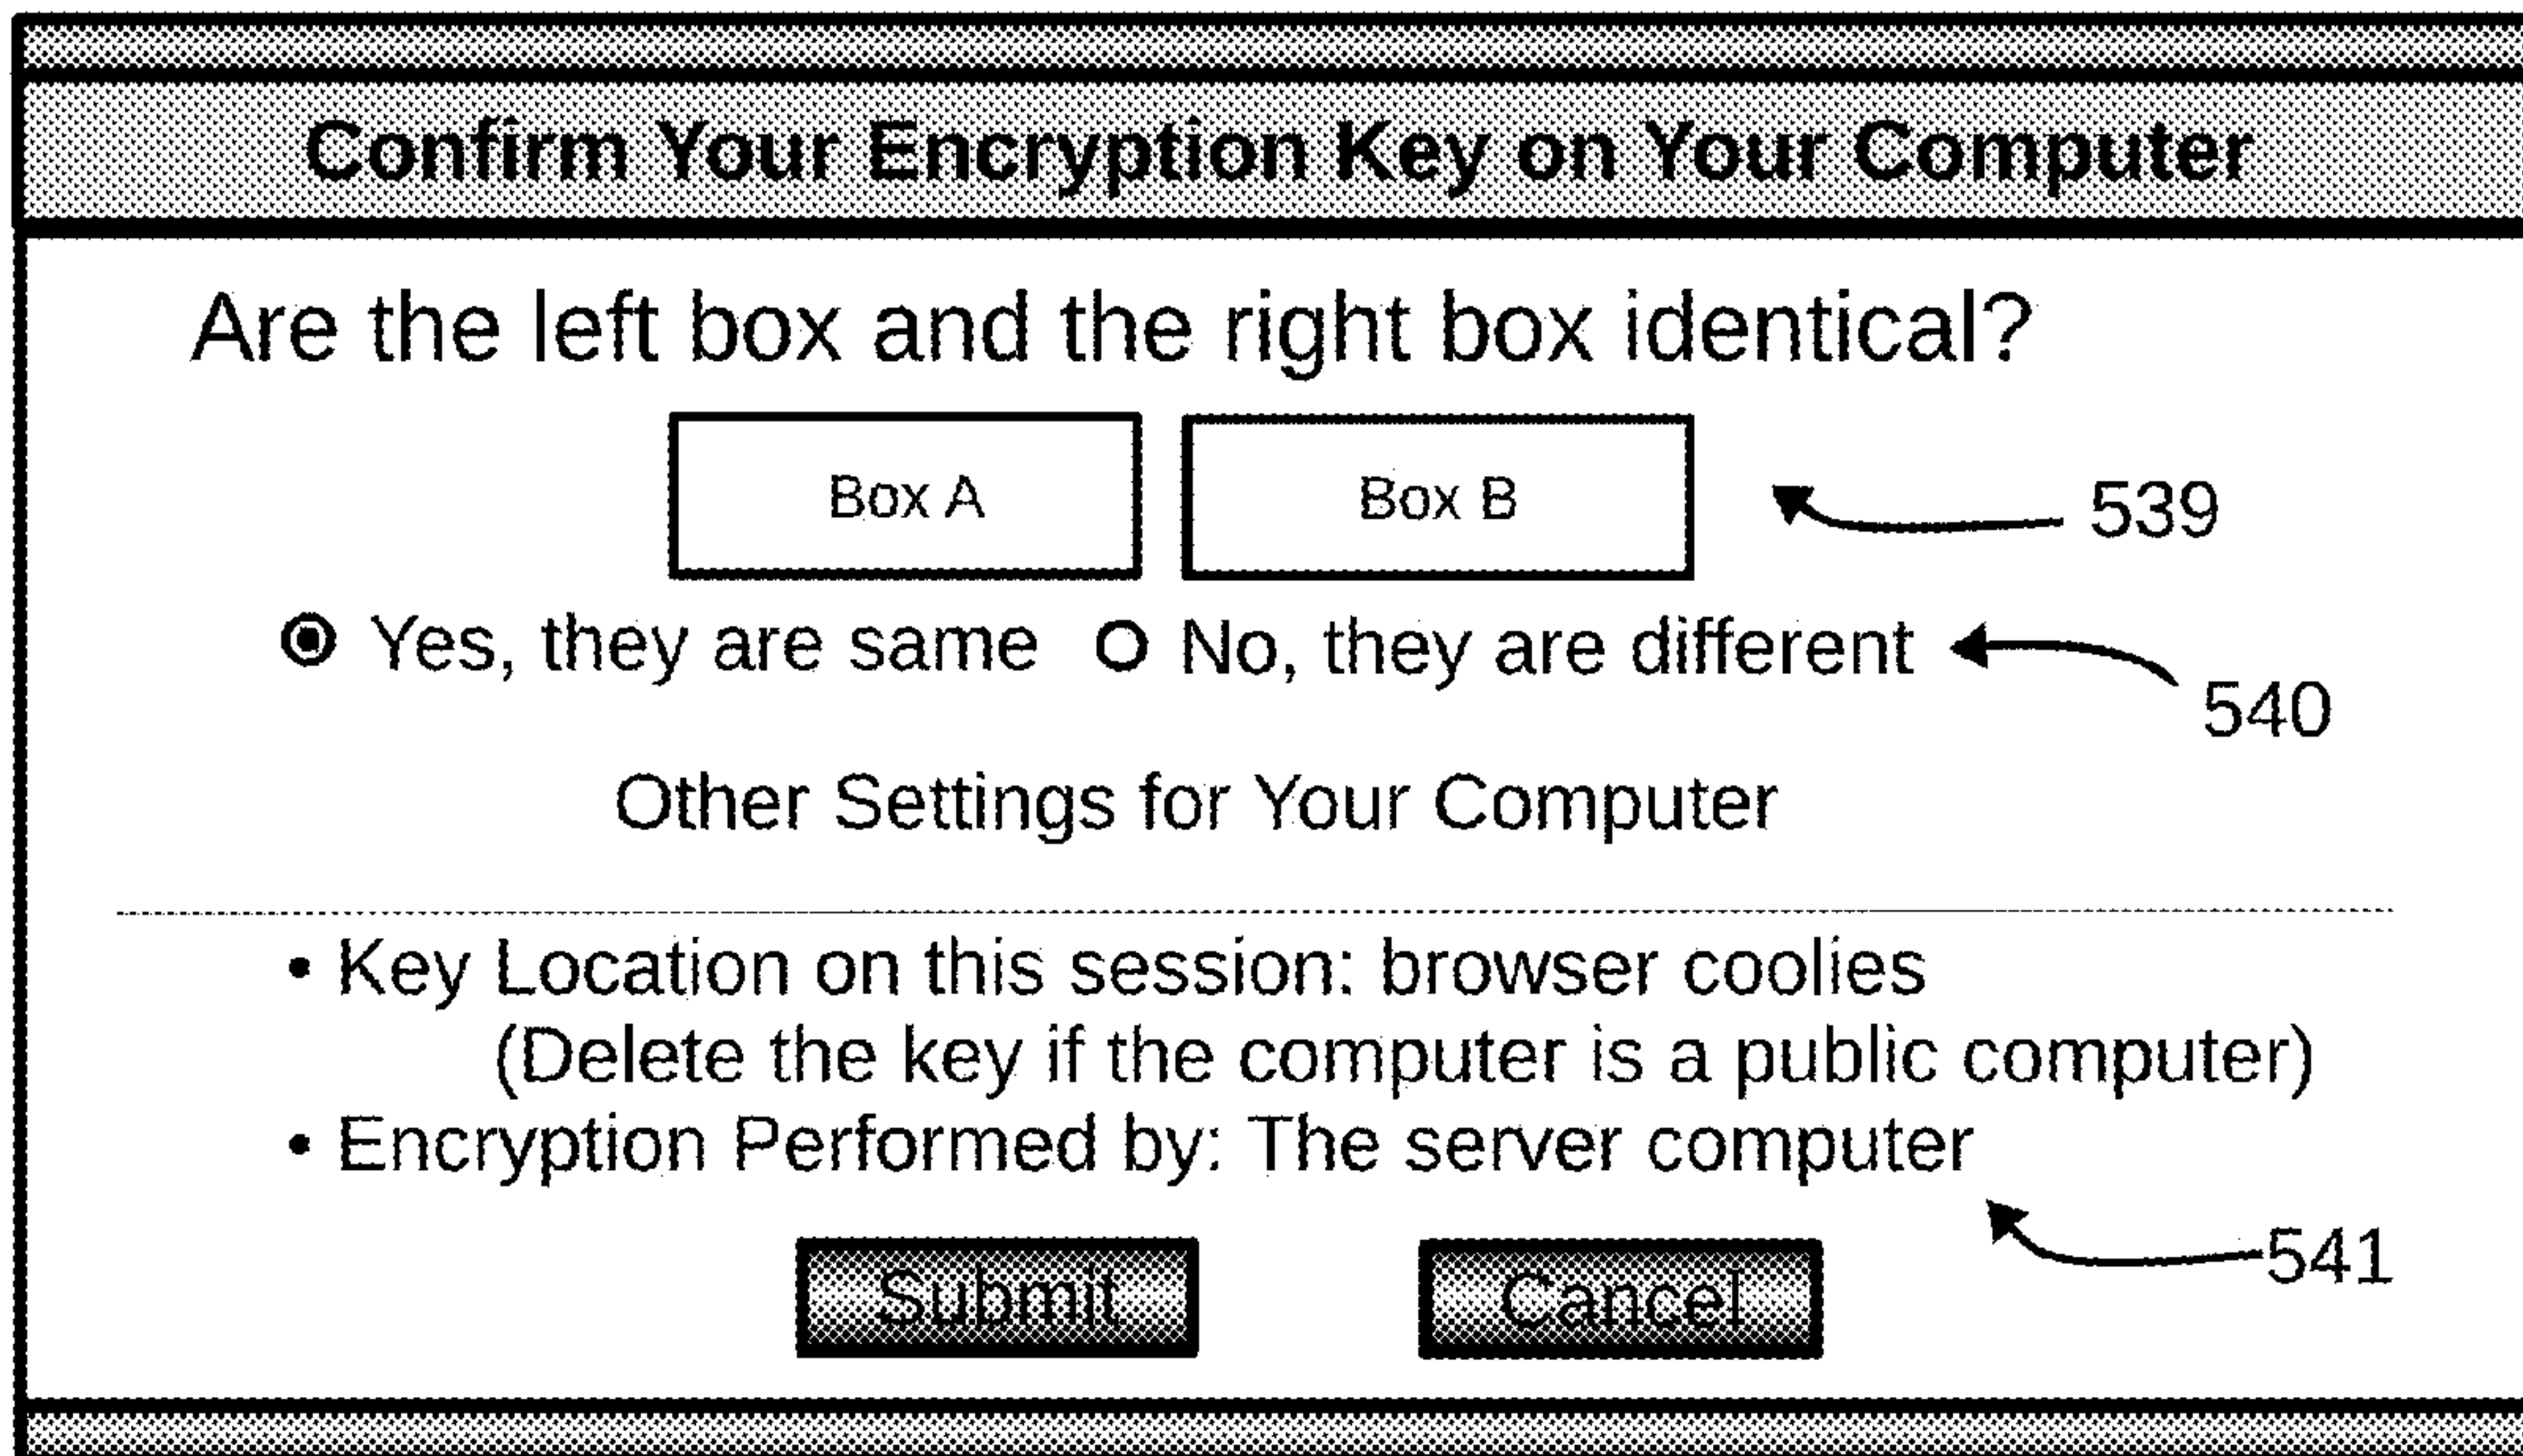 Confirm Your Encryption Key on Your Computer
Are the left box and the right box identical?
Box A Box B 539
Yes, they are same No, they are different
540
Other Settings for Your Computer
• Key Location on this session: browser coolies
(Delete the key if the computer is a public computer)
• Encryption Performed by: The server computer
541
Submit Cancel